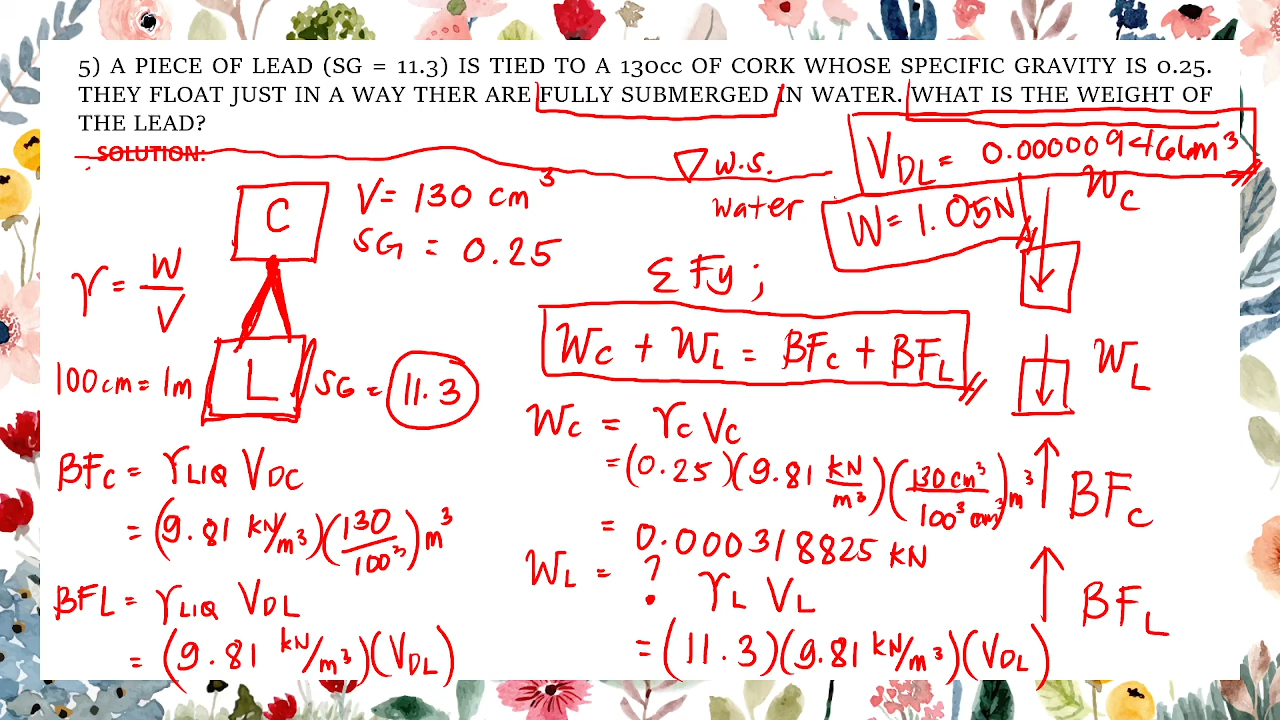 5) A PIECE OF LEAD (SG = 11.3) IS TIED TO A 130cc OF CORK WHOSE SPECIFIC GRAVITY IS 0.25.
THEY FLOAT JUST IN A WAY THER ARE FULLY SUBMERGED IN WATER. WHAT IS THE WEIGHT OF
THE LEAD?
SOLUTION:
▽ W.S.
water
V_DL = 0.000009466m³
W = 1.05N
W_C
C
V = 130 cm³
SG = 0.25
γ = W/V
ΣFy ;
W_C + W_L = BF_C + BF_L
W_L
100cm = 1m
L
SG = 11.3
W_C = γ_C V_C
= (0.25)(9.81 kN/m³)(130 cm³/100³ cm³)m³
= 0.000318825 kN
BF_C
BF_C = γ_LIQ V_DC
= (9.81 kN/m³)(130/100³)m³
W_L = ? γ_L V_L
= (11.3)(9.81 kN/m³)(V_DL)
BF_L
BF_L = γ_LIQ V_DL
= (9.81 kN/m³)(V_DL)